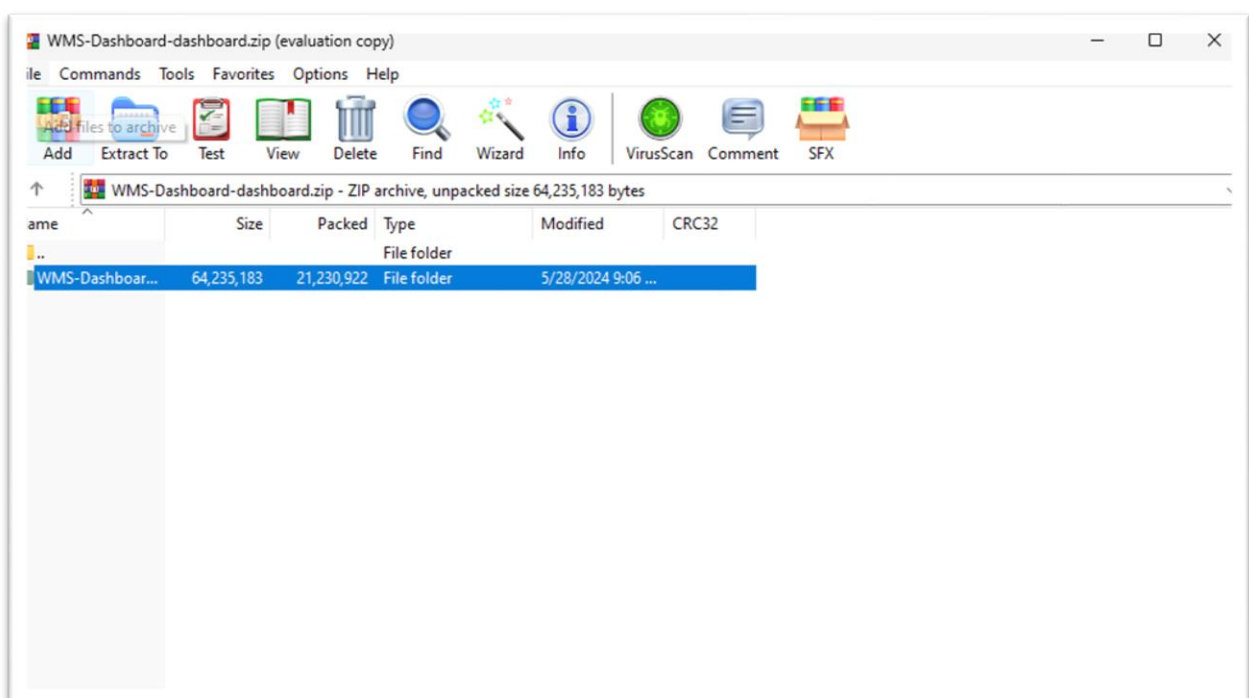 WMS-Dashboard-dashboard.zip (evaluation copy)
ile Commands Tools Favorites Options Help
Add files to archive
Add Extract To Test View Delete Find Wizard Info VirusScan Comment SFX
WMS-Dashboard-dashboard.zip - ZIP archive, unpacked size 64,235,183 bytes
ame Size Packed Type Modified CRC32
.. File folder
WMS-Dashboar... 64,235,183 21,230,922 File folder 5/28/2024 9:06 ...